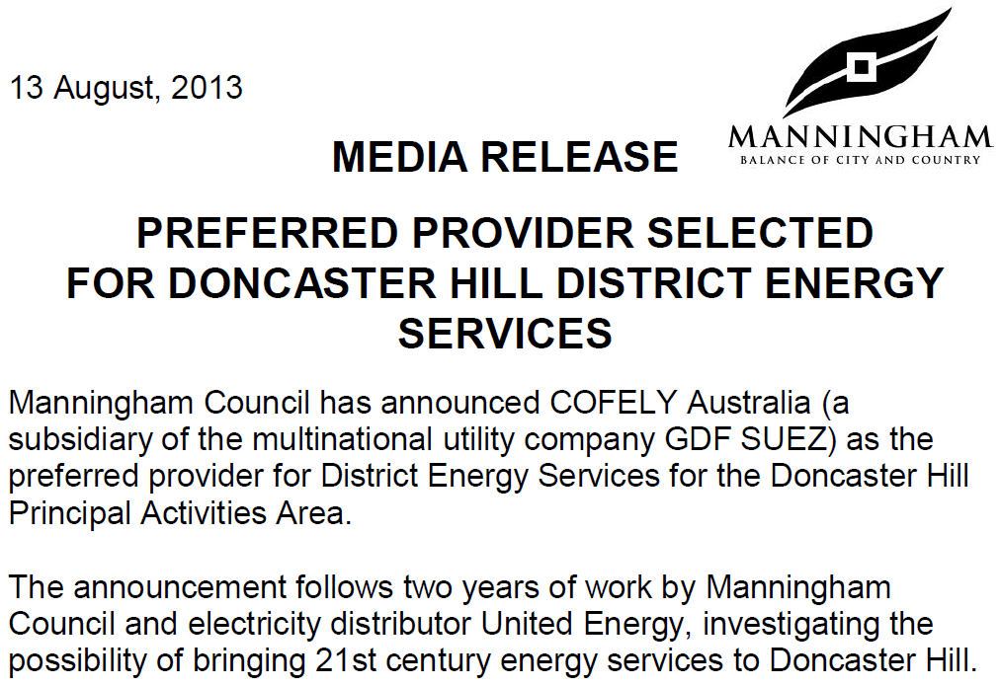 13 August, 2013
MANNINGHAM
BALANCE OF CITY AND COUNTRY
MEDIA RELEASE
PREFERRED PROVIDER SELECTED
FOR DONCASTER HILL DISTRICT ENERGY
SERVICES
Manningham Council has announced COFELY Australia (a
subsidiary of the multinational utility company GDF SUEZ) as the
preferred provider for District Energy Services for the Doncaster Hill
Principal Activities Area.
The announcement follows two years of work by Manningham
Council and electricity distributor United Energy, investigating the
possibility of bringing 21st century energy services to Doncaster Hill.